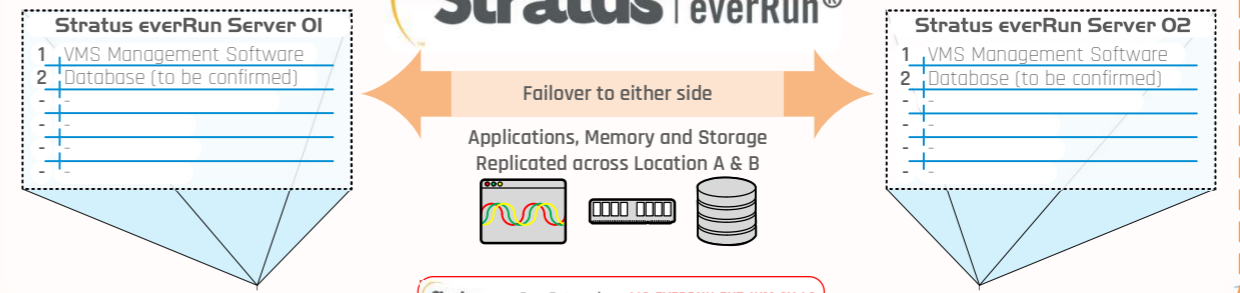 Stratus everRun Server 01
1 VMS Management Software
2 Database (to be confirmed)
- -
- -
- -
- -
Stratus | everRun®
Failover to either side
Applications, Memory and Storage
Replicated across Location A & B
Stratus everRun Server 02
1 VMS Management Software
2 Database (to be confirmed)
- -
- -
- -
- -